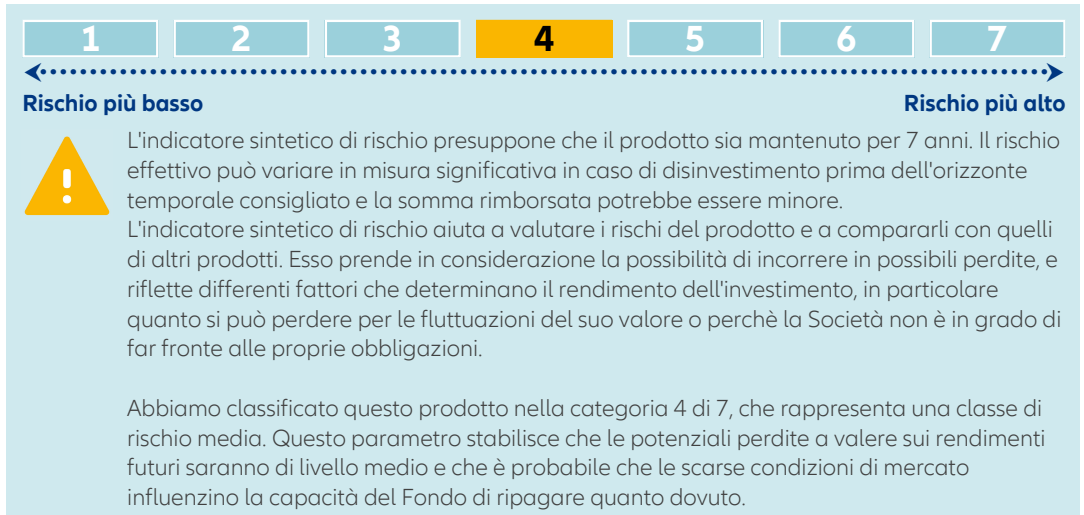 1 2 3 4 5 6 7
Rischio più basso Rischio più alto
L'indicatore sintetico di rischio presuppone che il prodotto sia mantenuto per 7 anni. Il rischio
effettivo può variare in misura significativa in caso di disinvestimento prima dell'orizzonte
temporale consigliato e la somma rimborsata potrebbe essere minore.
L'indicatore sintetico di rischio aiuta a valutare i rischi del prodotto e a compararli con quelli
di altri prodotti. Esso prende in considerazione la possibilità di incorrere in possibili perdite, e
riflette differenti fattori che determinano il rendimento dell'investimento, in particolare
quanto si può perdere per le fluttuazioni del suo valore o perchè la Società non è in grado di
far fronte alle proprie obbligazioni.
Abbiamo classificato questo prodotto nella categoria 4 di 7, che rappresenta una classe di
rischio media. Questo parametro stabilisce che le potenziali perdite a valere sui rendimenti
futuri saranno di livello medio e che è probabile che le scarse condizioni di mercato
influenzino la capacità del Fondo di ripagare quanto dovuto.